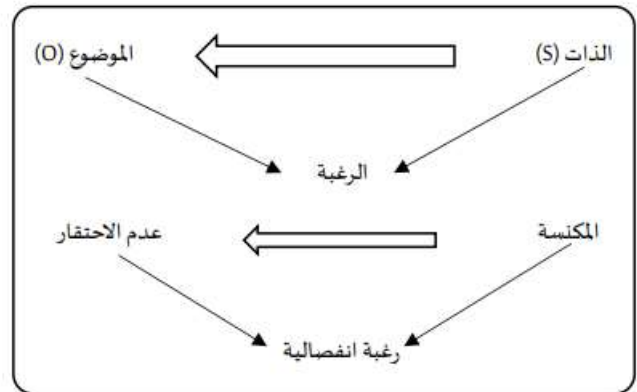 الذات (S) الموضوع (O)
الرغبة
المكنسة عدم الاحتقار
رغبة انفصالية